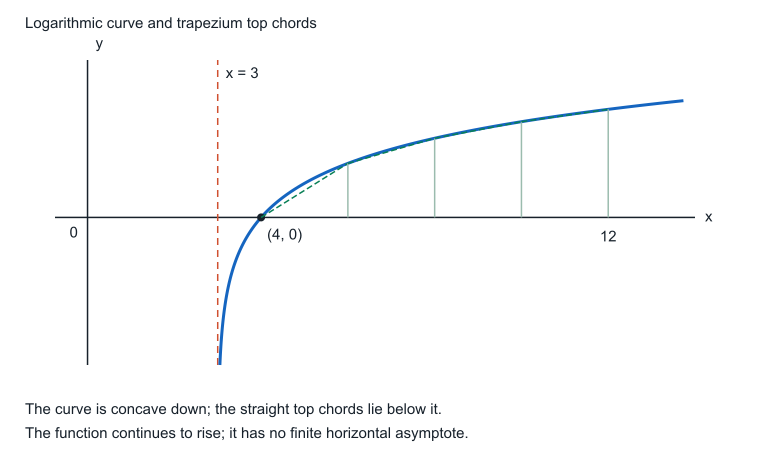 Logarithmic curve and trapezium top chords
y
x = 3
x
0
(4, 0)
12
The curve is concave down; the straight top chords lie below it.
The function continues to rise; it has no finite horizontal asymptote.